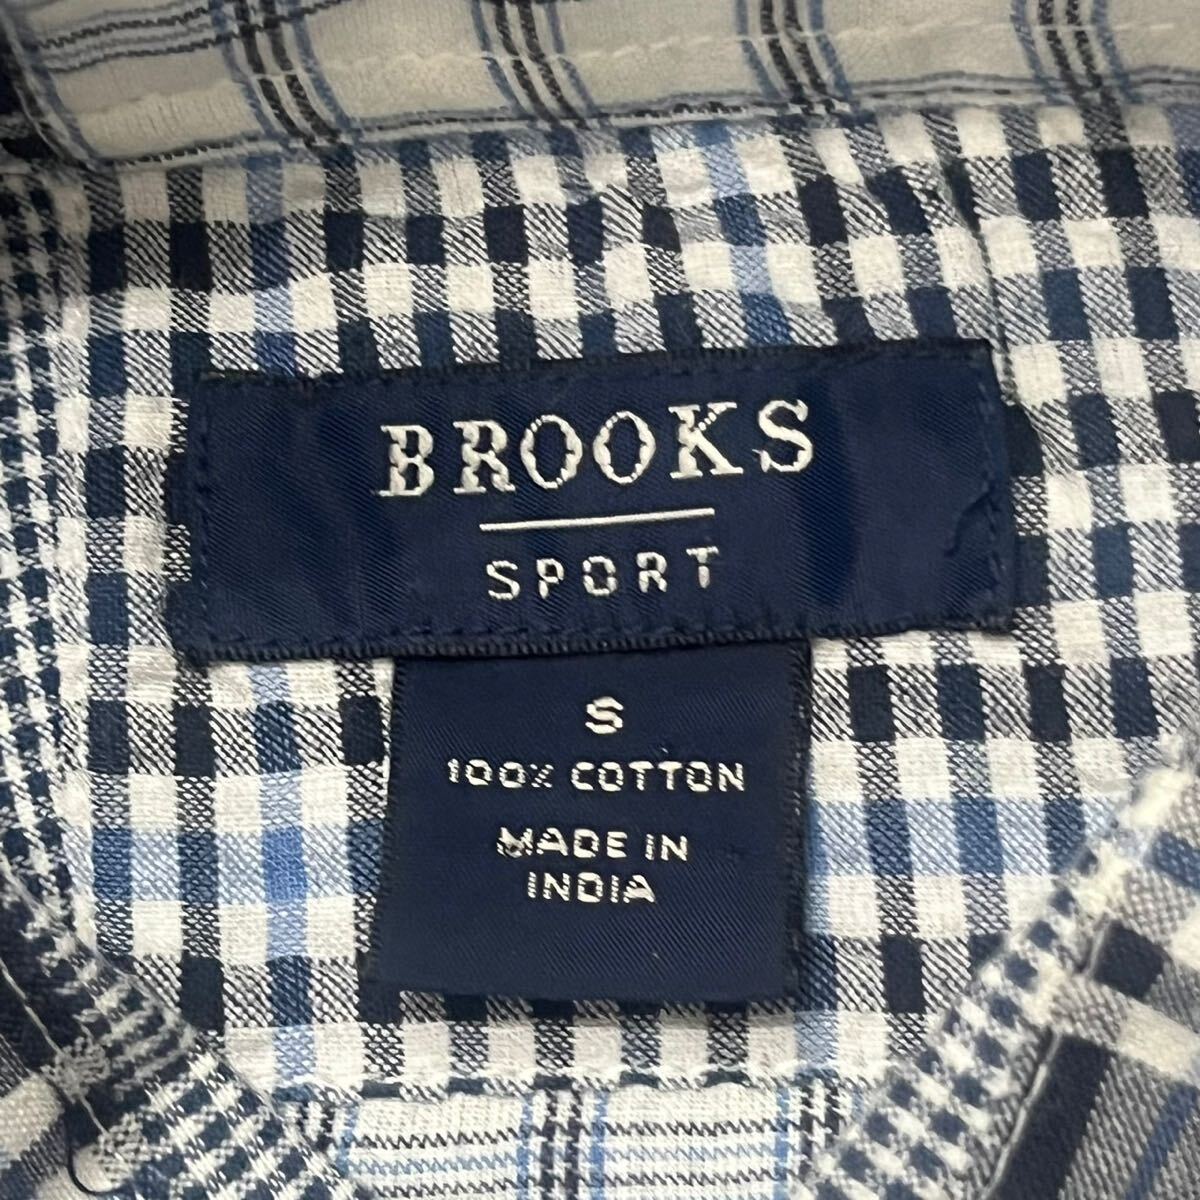 BROOKS
SPORT
S
100% COTTON
MADE IN
INDIA